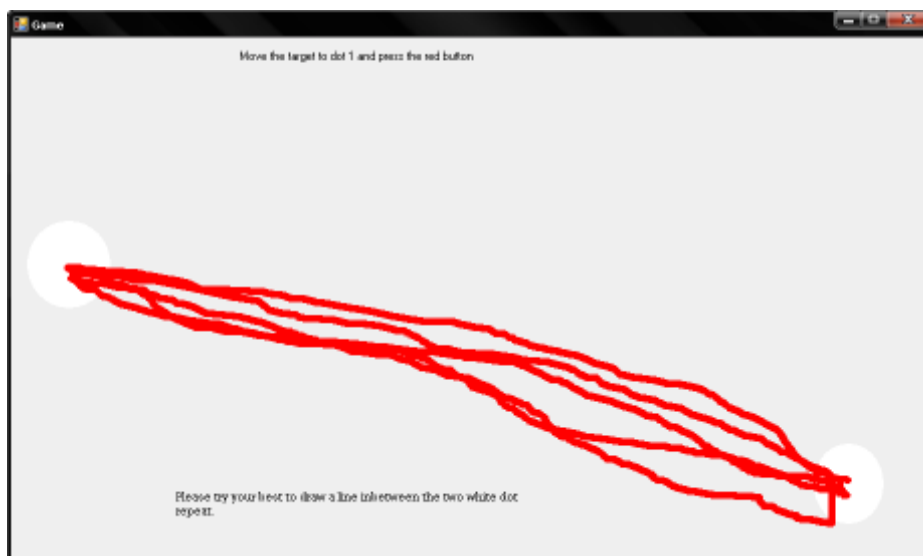 Game
Move the target to dot 1 and press the red button
Please try your best to draw a line inbetween the two white dot
repeat.